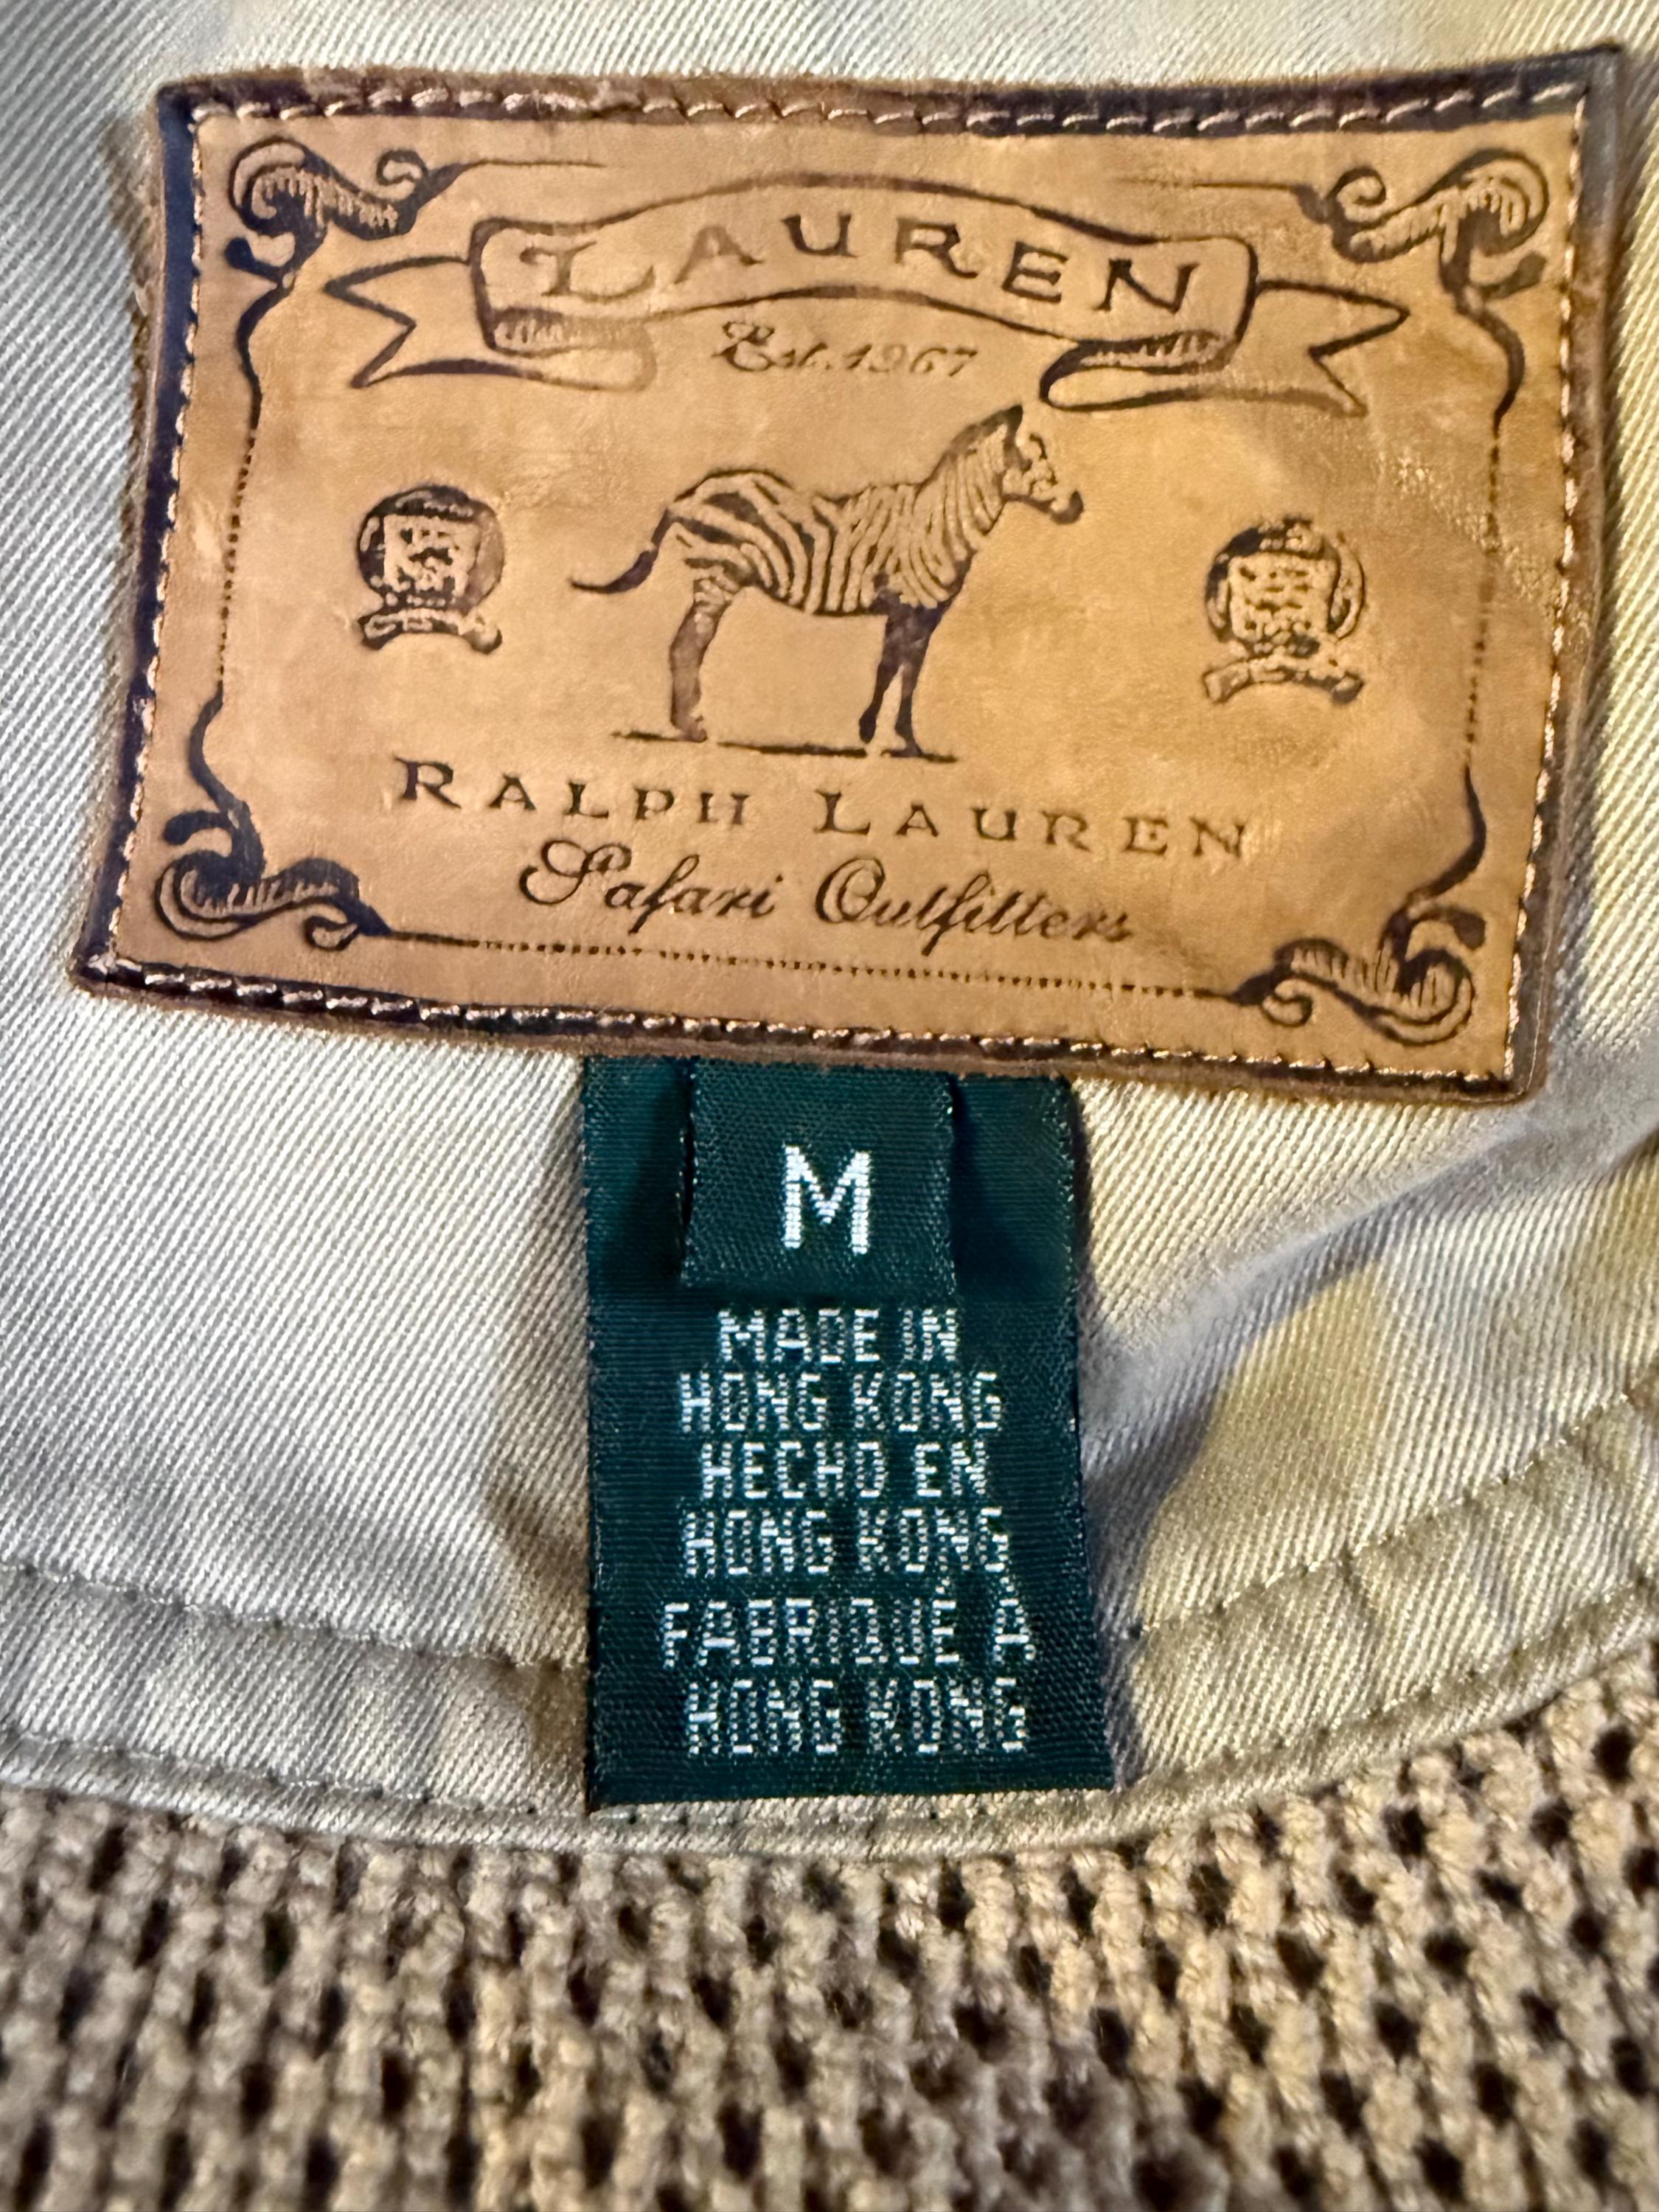 LAUREN
Est. 1967
RALPH LAUREN
Safari Outfitters
M
MADE IN
HONG KONG
HECHO EN
HONG KONG
FABRIQUÉ À
HONG KONG